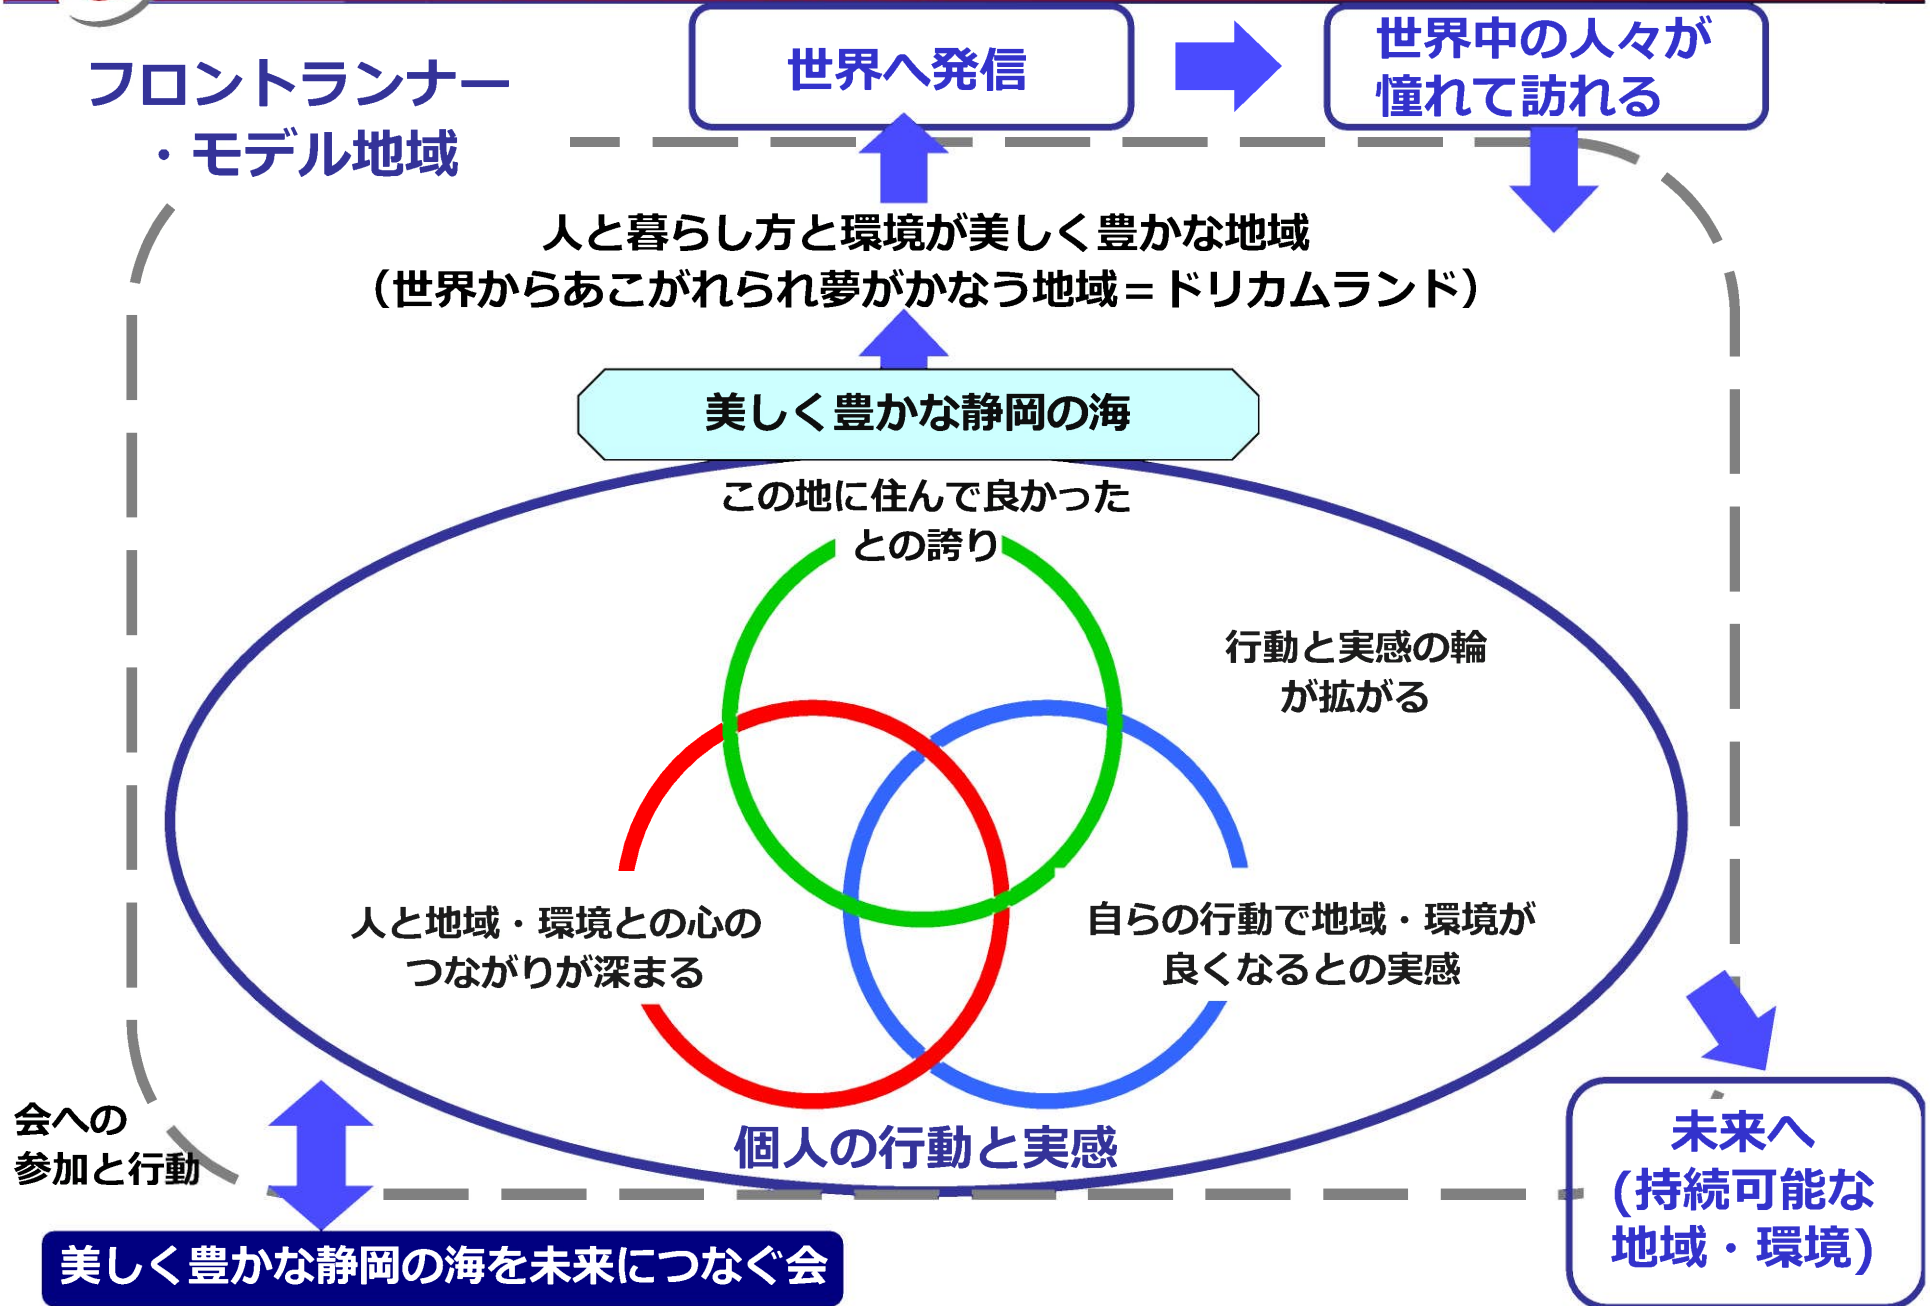 フロントランナー
・モデル地域
世界へ発信
世界中の人々が
憧れて訪れる
人と暮らし方と環境が美しく豊かな地域
（世界からあこがれられ夢がかなう地域＝ドリカムランド）
美しく豊かな静岡の海
この地に住んで良かった
との誇り
行動と実感の輪
が拡がる
人と地域・環境との心の
つながりが深まる
自らの行動で地域・環境が
良くなるとの実感
個人の行動と実感
会への
参加と行動
美しく豊かな静岡の海を未来につなぐ会
未来へ
(持続可能な
地域・環境)